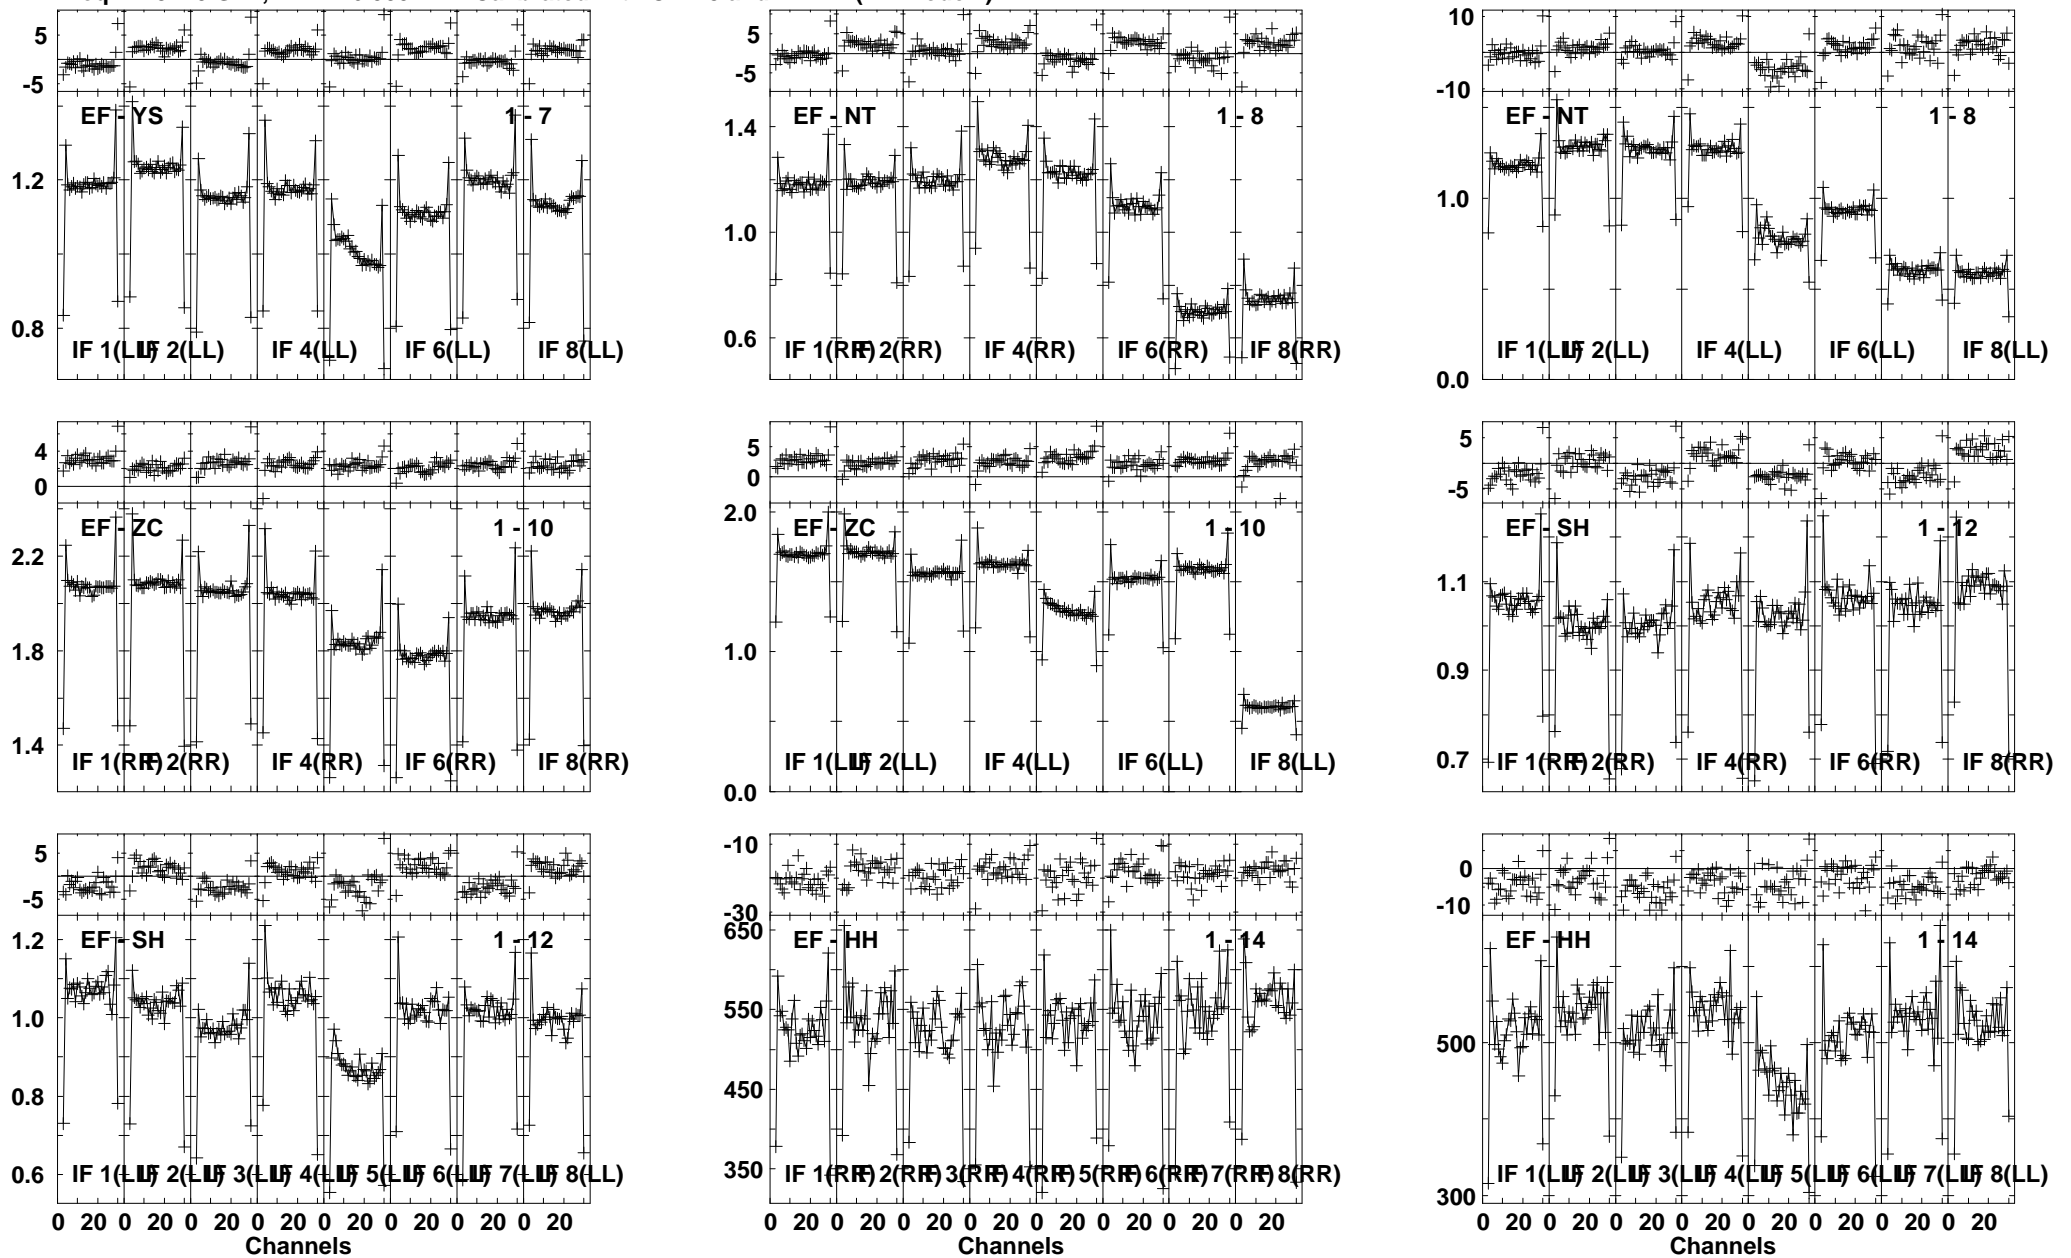 5
-5
EF - YS
1 - 7
1.2
0.8
IF 1(LL) IF 2(LL) IF 4(LL) IF 6(LL) IF 8(LL)
5
-5
EF - NT
1 - 8
1.4
1.0
0.6
IF 1(RR) IF 2(RR) IF 4(RR) IF 6(RR) IF 8(RR)
10
-10
EF - NT
1 - 8
1.0
0.0
IF 1(LL) IF 2(LL) IF 4(LL) IF 6(LL) IF 8(LL)
4
0
EF - ZC
1 - 10
2.2
1.8
1.4
IF 1(RR) IF 2(RR) IF 4(RR) IF 6(RR) IF 8(RR)
5
0
EF - ZC
1 - 10
2.0
1.0
0.0
IF 1(LL) IF 2(LL) IF 4(LL) IF 6(LL) IF 8(LL)
5
-5
EF - SH
1 - 12
1.1
0.9
0.7
IF 1(RR) IF 2(RR) IF 4(RR) IF 6(RR) IF 8(RR)
5
-5
EF - SH
1 - 12
1.2
1.0
0.8
0.6
IF 1(LL) IF 2(LL) IF 3(LL) IF 4(LL) IF 5(LL) IF 6(LL) IF 7(LL) IF 8(LL)
0 20 0 20 0 20 0 20 0 20 0 20 0 20 0 20
Channels
-10
-30
EF - HH
1 - 14
650
550
450
350
IF 1(RR) IF 2(RR) IF 3(RR) IF 4(RR) IF 5(RR) IF 6(RR) IF 7(RR) IF 8(RR)
0 20 0 20 0 20 0 20 0 20 0 20 0 20 0 20
Channels
0
-10
EF - HH
1 - 14
500
300
IF 1(LL) IF 2(LL) IF 3(LL) IF 4(LL) IF 5(LL) IF 6(LL) IF 7(LL) IF 8(LL)
0 20 0 20 0 20 0 20 0 20 0 20 0 20 0 20
Channels